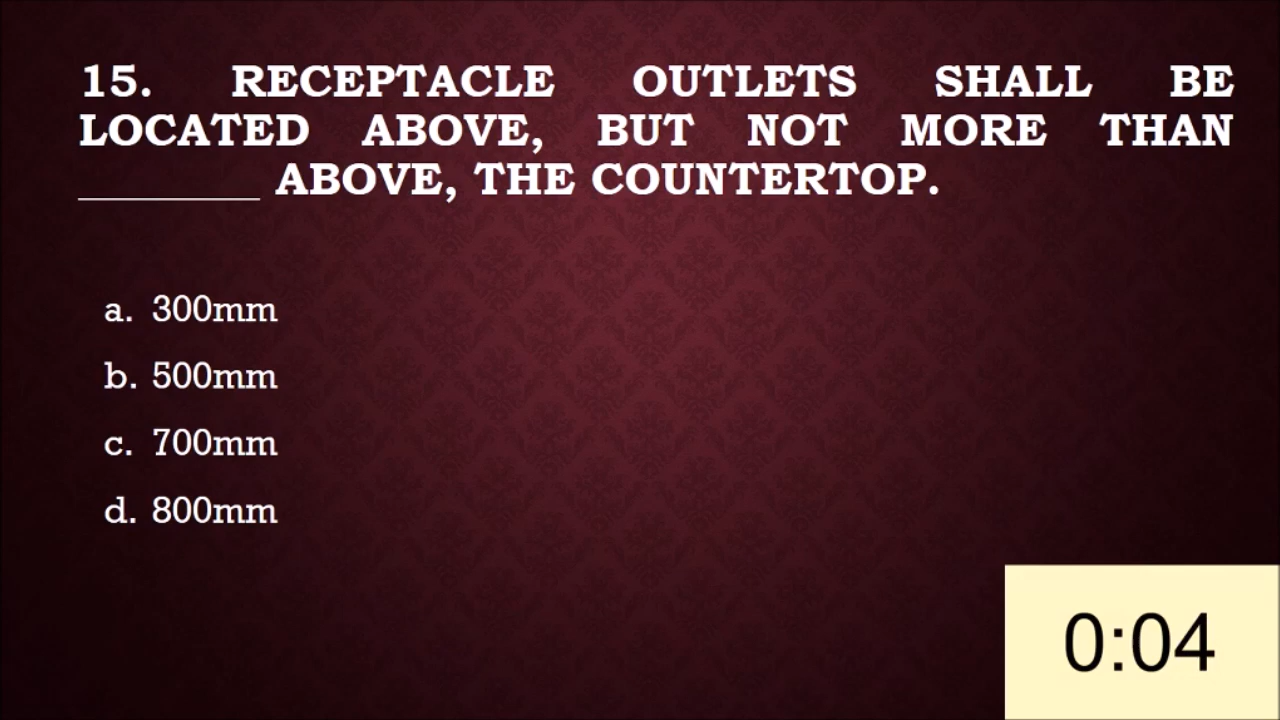 15. RECEPTACLE OUTLETS SHALL BE
LOCATED ABOVE, BUT NOT MORE THAN
_________ ABOVE, THE COUNTERTOP.
a. 300mm
b. 500mm
c. 700mm
d. 800mm
0:04